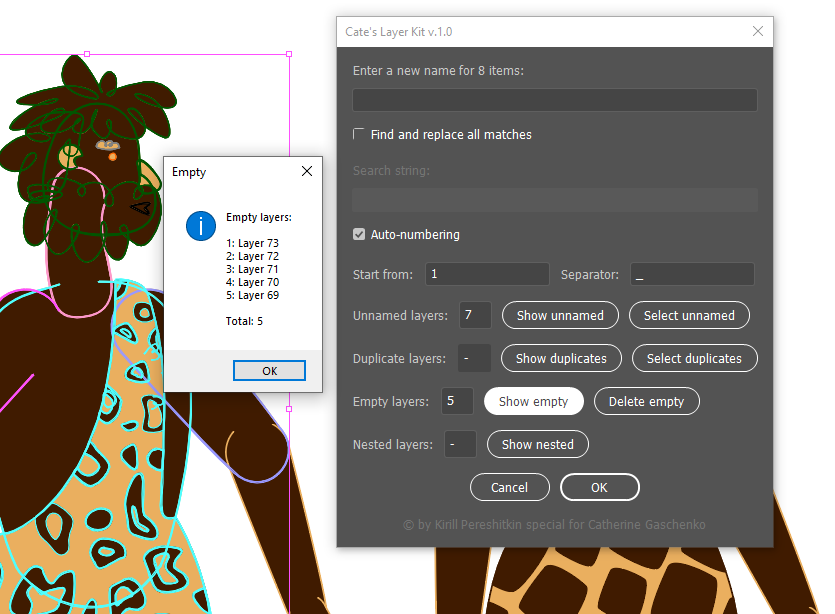 Cate's Layer Kit v.1.0
Enter a new name for 8 items:
Find and replace all matches
Search string:
Auto-numbering
Start from: 1 Separator: _
Unnamed layers: 7 Show unnamed Select unnamed
Duplicate layers: - Show duplicates Select duplicates
Empty layers: 5 Show empty Delete empty
Nested layers: - Show nested
Cancel OK
© by Kirill Pereshitkin special for Catherine Gaschenko
Empty
Empty layers:
1: Layer 73
2: Layer 72
3: Layer 71
4: Layer 70
5: Layer 69
Total: 5
OK